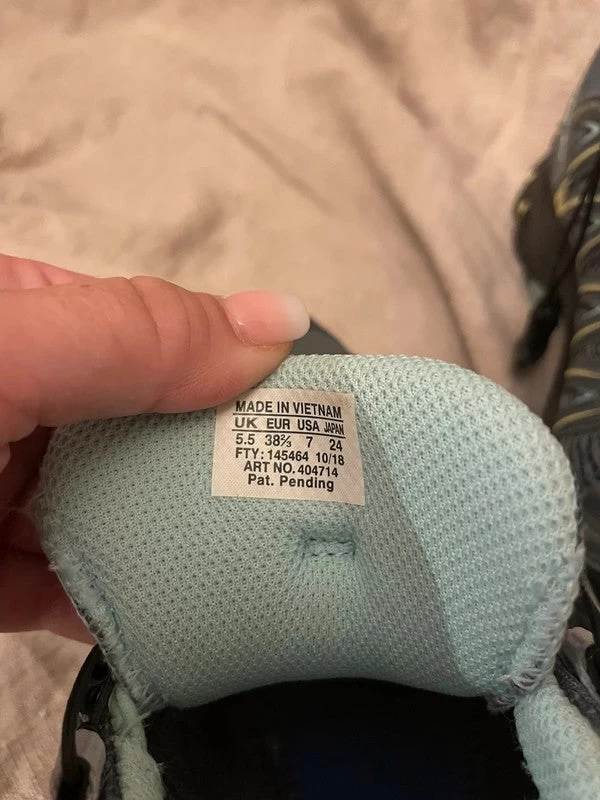 MADE IN VIETNAM
UK EUR USA JAPAN
5.5 38⅔ 7 24
FTY: 145464 10/18
ART NO. 404714
Pat. Pending